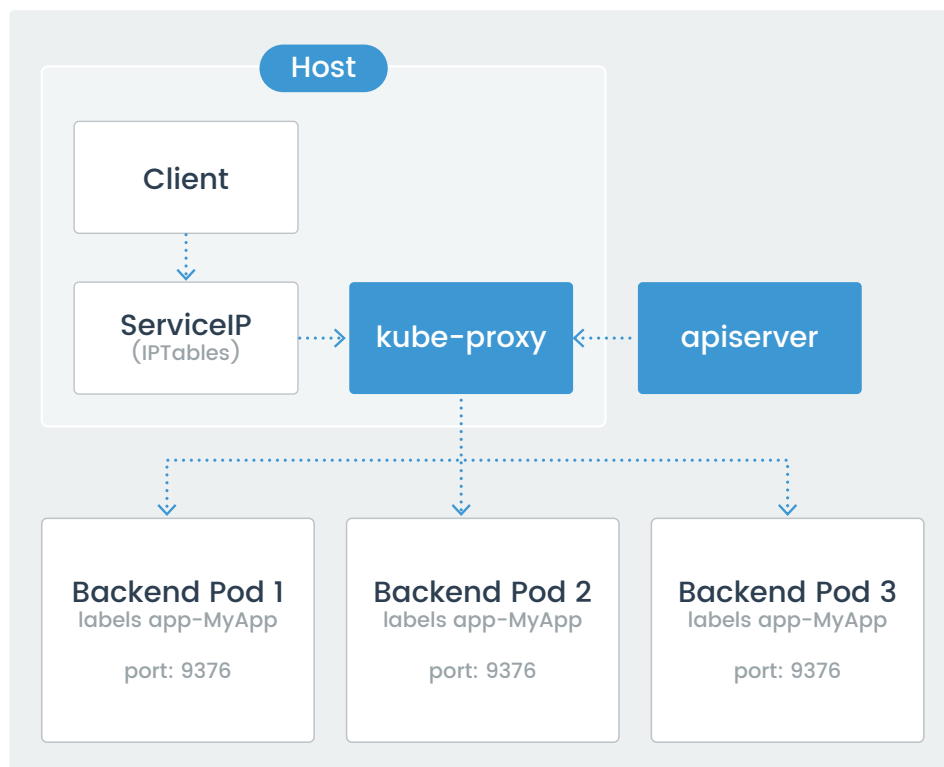 Host
Client
ServiceIP
(IPTables)
kube-proxy
apiserver
Backend Pod 1
labels app-MyApp
port: 9376
Backend Pod 2
labels app-MyApp
port: 9376
Backend Pod 3
labels app-MyApp
port: 9376